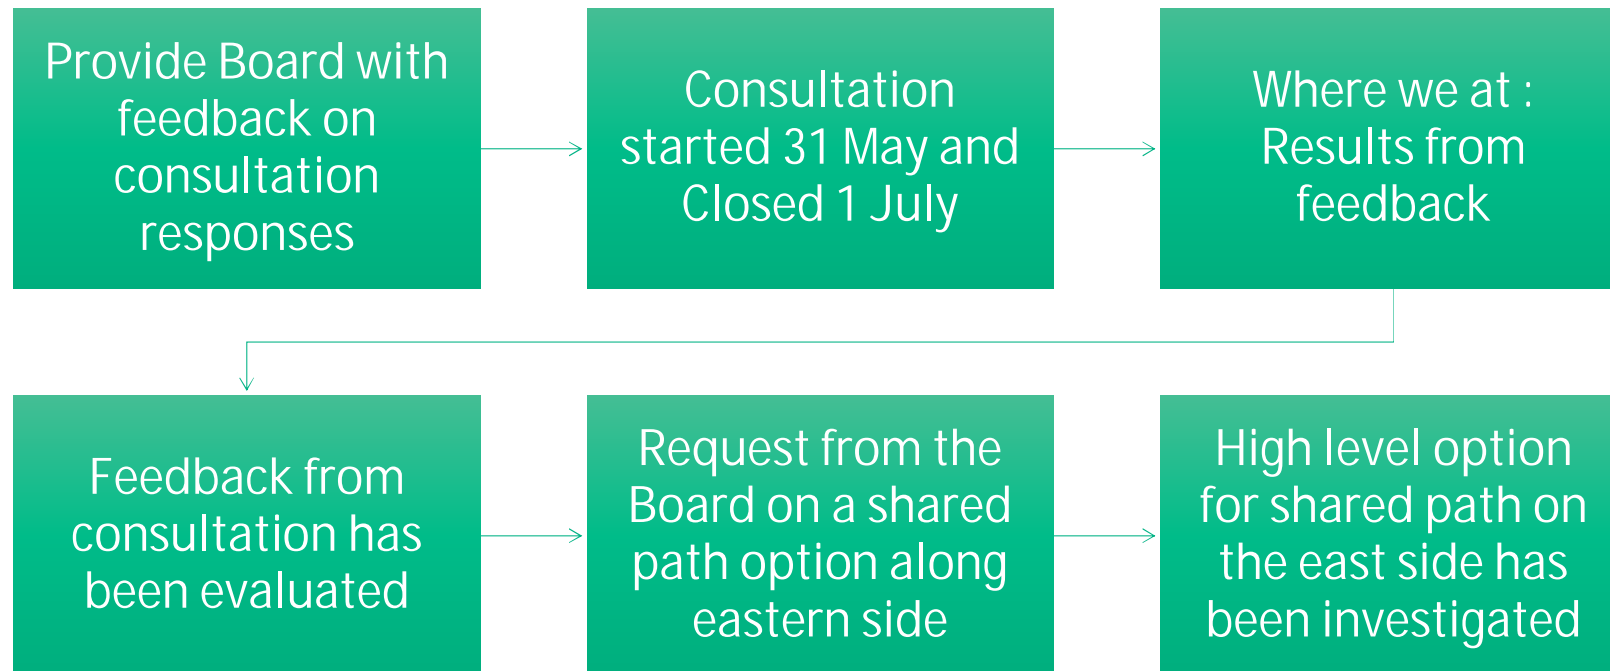 Provide Board with
feedback on
consultation
responses
Consultation
started 31 May and
Closed 1 July
Where we at :
Results from
feedback
Feedback from
consultation has
been evaluated
Request from the
Board on a shared
path option along
eastern side
High level option
for shared path on
the east side has
been investigated